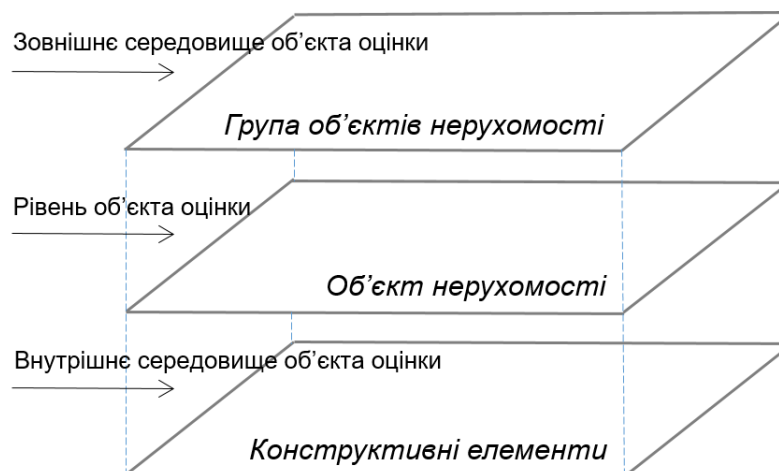 Зовнішнє середовище об’єкта оцінки
Група об’єктів нерухомості
Рівень об’єкта оцінки
Об’єкт нерухомості
Внутрішнє середовище об’єкта оцінки
Конструктивні елементи